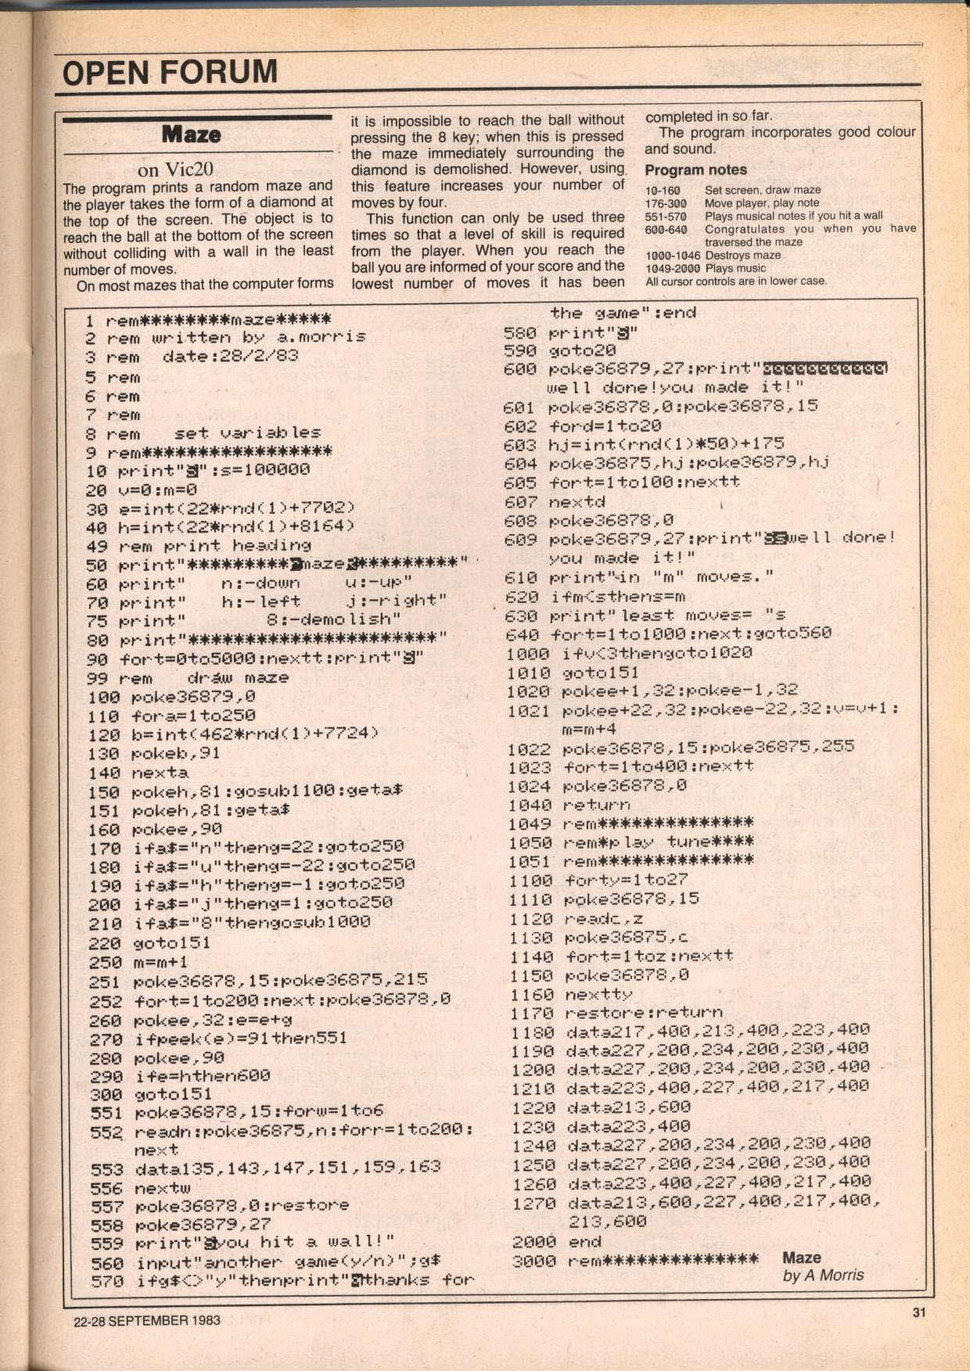 OPEN FORUM
Maze
on Vic20
The program prints a random maze and
the player takes the form of a diamond at
the top of the screen. The object is to
reach the ball at the bottom of the screen
without colliding with a wall in the least
number of moves.
On most mazes that the computer forms
it is impossible to reach the ball without
pressing the 8 key; when this is pressed
the maze immediately surrounding the
diamond is demolished. However, using
this feature increases your number of
moves by four.
This function can only be used three
times so that a level of skill is required
from the player. When you reach the
ball you are informed of your score and the
lowest number of moves it has been
completed in so far.
The program incorporates good colour
and sound.
Program notes
10-160 Set screen, draw maze
176-300 Move player, play note
551-570 Plays musical notes if you hit a wall
600-640 Congratulates you when you have
traversed the maze
1000-1046 Destroys maze
1049-2000 Plays music
All cursor controls are in lower case.
1 rem********maze*****
2 rem written by a.morris
3 rem date:28/2/83
5 rem
6 rem
7 rem
8 rem set variables
9 rem*****************
10 print"S":s=100000
20 v=0:m=0
30 e=int(22*rnd(1)+7702)
40 h=int(22*rnd(1)+8164)
49 rem print heading
50 print"*********maze*********"
60 print" n:-down u:-up"
70 print" h:-left j:-right"
75 print" 8:-demolish"
80 print"**********************"
90 fort=0to5000:nextt:print"S"
99 rem draw maze
100 poke36879,0
110 fora=1to250
120 b=int(462*rnd(1)+7724)
130 pokeb,91
140 nexta
150 pokeh,81:gosub1100:geta$
151 pokeh,81:geta$
160 pokee,90
170 ifa$="n"theng=22:goto250
180 ifa$="u"theng=-22:goto250
190 ifa$="h"theng=-1:goto250
200 ifa$="j"theng=1:goto250
210 ifa$="8"thengosub1000
220 goto151
250 m=m+1
251 poke36878,15:poke36875,215
252 fort=1to200:next:poke36878,0
260 pokee,32:e=e+g
270 ifpeek(e)=91then551
280 pokee,90
290 ife=hthen600
300 goto151
551 poke36878,15:forw=1to6
552 readn:poke36875,n:forr=1to200:
next
553 data135,143,147,151,159,163
556 nextw
557 poke36878,0:restore
558 poke36879,27
559 print"Syou hit a wall!"
560 input"another game(y/n)";g$
570 ifg$<>"y"thenprint"Sthanks for
the game":end
580 print"S"
590 goto20
600 poke36879,27:print"
well done!you made it!"
601 poke36878,0:poke36878,15
602 ford=1to20
603 hj=int(rnd(1)*50)+175
604 poke36875,hj:poke36879,hj
605 fort=1to100:nextt
607 nextd
608 poke36878,0
609 poke36879,27:print"SSwell done!
you made it!"
610 print"in "m" moves."
620 ifm<sthens=m
630 print"least moves= "s
640 fort=1to1000:next:goto560
1000 ifv<3thengoto1020
1010 goto151
1020 pokee+1,32:pokee-1,32
1021 pokee+22,32:pokee-22,32:v=v+1:
m=m+4
1022 poke36878,15:poke36875,255
1023 fort=1to400:nextt
1024 poke36878,0
1040 return
1049 rem**************
1050 rem*play tune****
1051 rem**************
1100 fory=1to27
1110 poke36878,15
1120 readc,z
1130 poke36875,c
1140 fort=1toz:nextt
1150 poke36878,0
1160 nextty
1170 restore:return
1180 data217,400,213,400,223,400
1190 data227,200,234,200,230,400
1200 data227,200,234,200,230,400
1210 data223,400,227,400,217,400
1220 data213,600
1230 data223,400
1240 data227,200,234,200,230,400
1250 data227,200,234,200,230,400
1260 data223,400,227,400,217,400
1270 data213,600,227,400,217,400,
213,600
2000 end
3000 rem**************
Maze
by A Morris
22-28 SEPTEMBER 1983
31